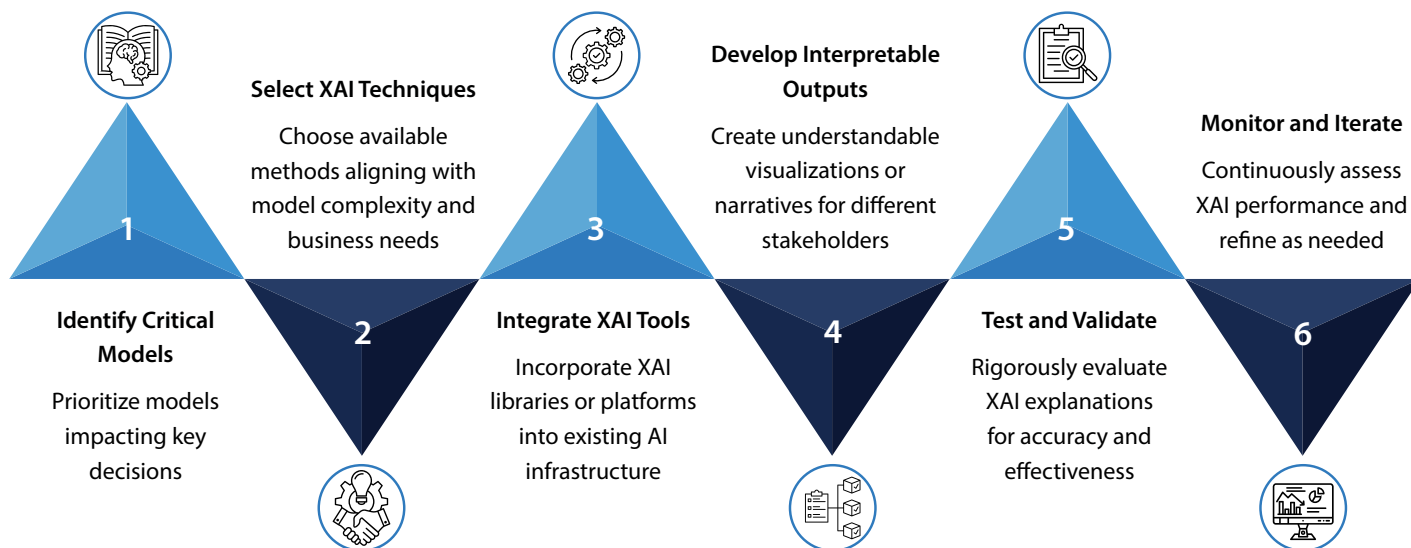 1
Identify Critical
Models
Prioritize models
impacting key
decisions
Select XAI Techniques
Choose available
methods aligning with
model complexity and
business needs
2
3
Integrate XAI Tools
Incorporate XAI
libraries or platforms
into existing AI
infrastructure
Develop Interpretable
Outputs
Create understandable
visualizations or
narratives for different
stakeholders
4
5
Test and Validate
Rigorously evaluate
XAI explanations
for accuracy and
effectiveness
Monitor and Iterate
Continuously assess
XAI performance and
refine as needed
6